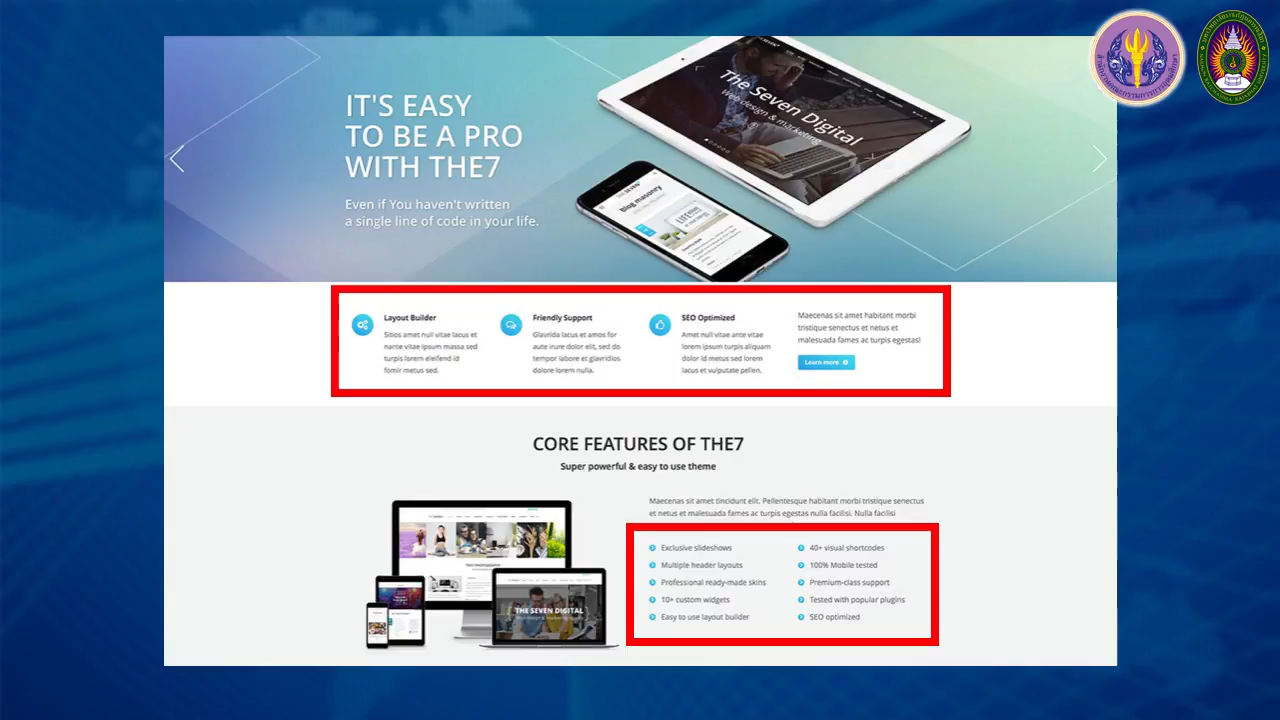 IT'S EASY
TO BE A PRO
WITH THE7
Even if You haven't written
a single line of code in your life.
The Seven Digital
Web design & marketing
THE SEVEN
Blog masonry
LIFE
Layout Builder
Sitios amet null vitae lacus et
nante vitae ipsum massa sed
turpis lorem eleifend id
fomir metus sed.
Friendly Support
Glavrida lacus et amos for
aute irure dolor elit, sed do
tempor labore et glavridios
dolore lorem nulla.
SEO Optimized
Amet null vitae ante vitae
lorem ipsum turpis aliquam
dolor id metus sed lorem
lacus et vulputate pellen.
Maecenas sit amet habitant morbi
tristique senectus et netus et
malesuada fames ac turpis egestas!
Learn more
CORE FEATURES OF THE7
Super powerful & easy to use theme
Maecenas sit amet tincidunt elit. Pellentesque habitant morbi tristique senectus
et netus et malesuada fames ac turpis egestas nulla facilisi. Nulla facilisi
Exclusive slideshows
Multiple header layouts
Professional ready-made skins
10+ custom widgets
Easy to use layout builder
40+ visual shortcodes
100% Mobile tested
Premium-class support
Tested with popular plugins
SEO optimized
THE SEVEN DIGITAL